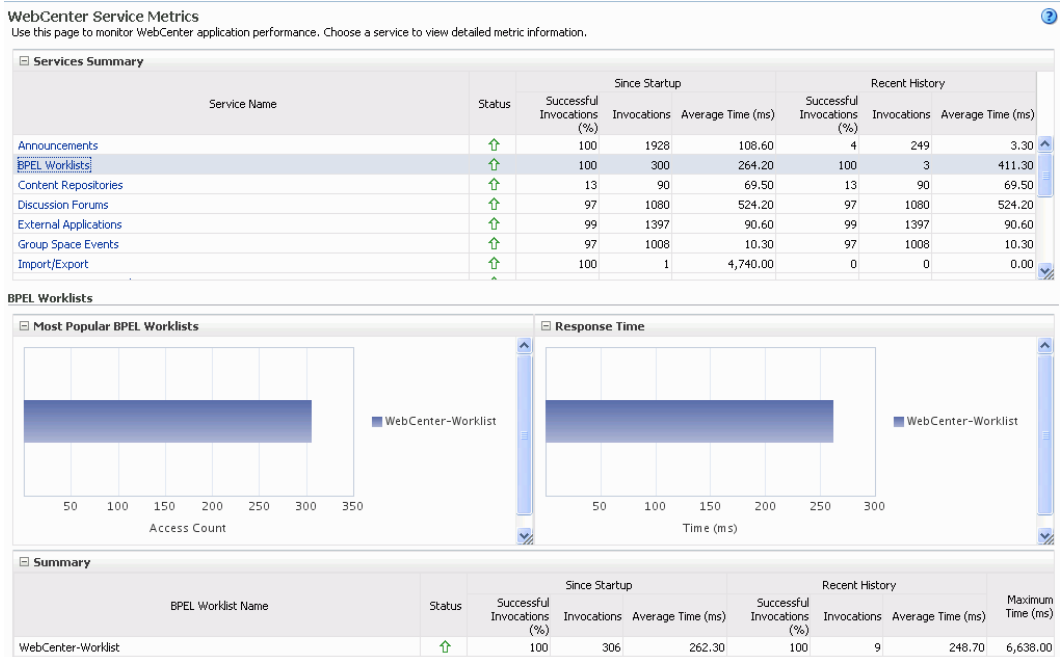 WebCenter Service Metrics
Use this page to monitor WebCenter application performance. Choose a service to view detailed metric information.
Services Summary
Since Startup Recent History
Service Name Status Successful Invocations (%) Invocations Average Time (ms) Successful Invocations (%) Invocations Average Time (ms)
Announcements 100 1928 108.60 4 249 3.30
BPEL Worklists 100 300 264.20 100 3 411.30
Content Repositories 13 90 69.50 13 90 69.50
Discussion Forums 97 1080 524.20 97 1080 524.20
External Applications 99 1397 90.60 99 1397 90.60
Group Space Events 97 1008 10.30 97 1008 10.30
Import/Export 100 1 4,740.00 0 0 0.00
BPEL Worklists
Most Popular BPEL Worklists
WebCenter-Worklist
50 100 150 200 250 300 350
Access Count
Response Time
WebCenter-Worklist
50 100 150 200 250 300
Time (ms)
Summary
Since Startup Recent History
BPEL Worklist Name Status Successful Invocations (%) Invocations Average Time (ms) Successful Invocations (%) Invocations Average Time (ms) Maximum Time (ms)
WebCenter-Worklist 100 306 262.30 100 9 248.70 6,638.00